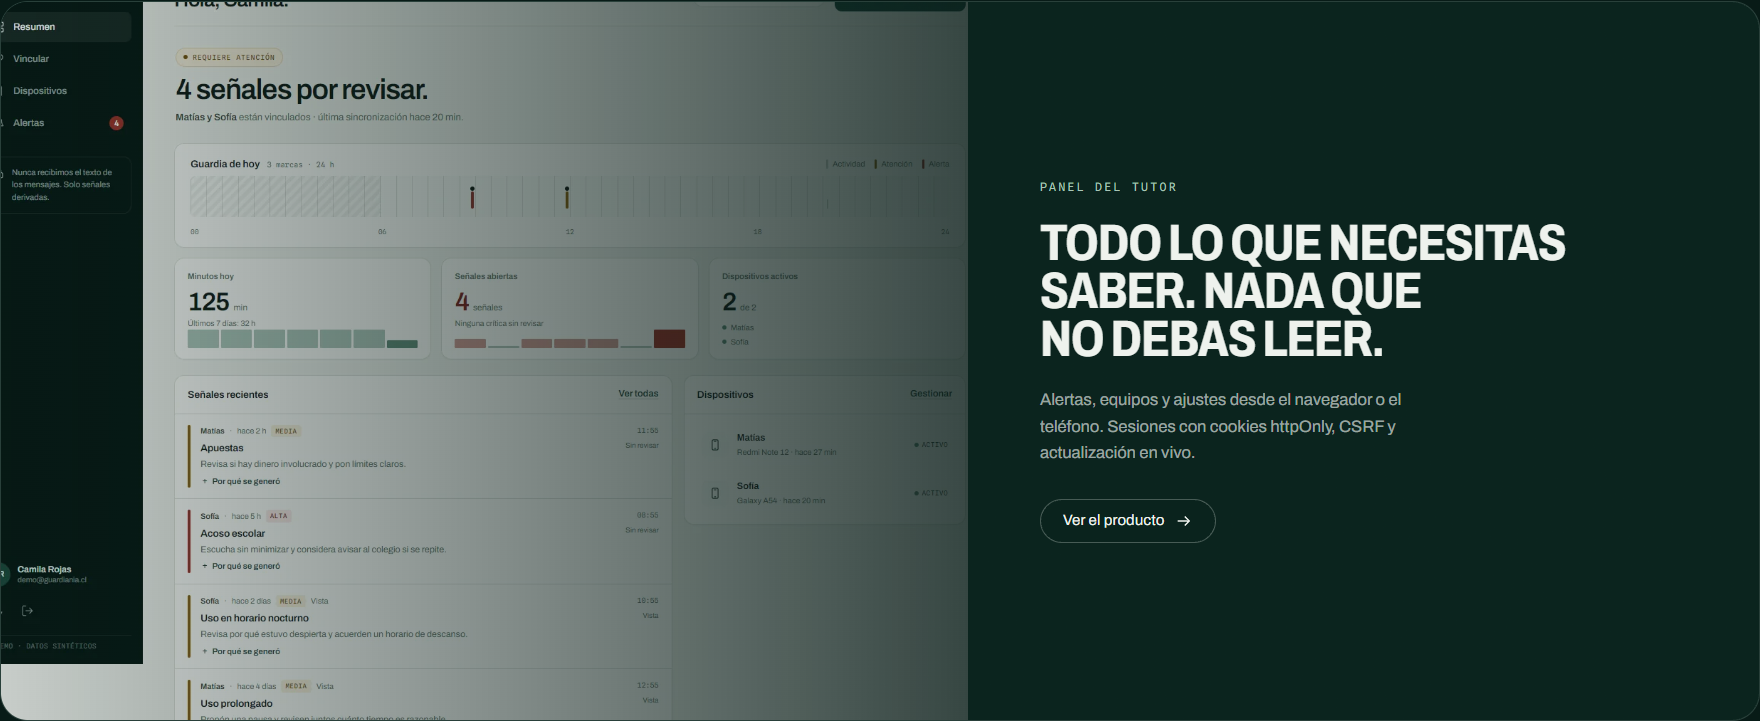 Hola, Camila.
Resumen
Vincular
Dispositivos
Alertas
4
Nunca recibimos el texto de
los mensajes. Solo señales
derivadas.
Camila Rojas
demo@guardiania.cl
DATOS SINTÉTICOS
REQUIERE ATENCIÓN
4 señales por revisar.
Matías y Sofía están vinculados · última sincronización hace 20 min.
Guardia de hoy 3 marcas · 24 h
Actividad Atención Alerta
00 06 12 18 24
Minutos hoy
125 min
Últimos 7 días: 32 h
Señales abiertas
4 señales
Ninguna crítica sin revisar
Dispositivos activos
2 de 2
Matías
Sofía
Señales recientes Ver todas
Matías · hace 2 h MEDIA 11:55
Apuestas Sin revisar
Revisa si hay dinero involucrado y pon límites claros.
+ Por qué se generó
Sofía · hace 5 h ALTA 08:55
Acoso escolar Sin revisar
Escucha sin minimizar y considera avisar al colegio si se repite.
+ Por qué se generó
Sofía · hace 2 días MEDIA Vista 10:55
Uso en horario nocturno Vista
Revisa por qué estuvo despierta y acuerden un horario de descanso.
+ Por qué se generó
Matías · hace 4 días MEDIA Vista 12:55
Uso prolongado Vista
Dispositivos Gestionar
Matías
Redmi Note 12 · hace 27 min ACTIVO
Sofía
Galaxy A54 · hace 20 min ACTIVO
PANEL DEL TUTOR
TODO LO QUE NECESITAS
SABER. NADA QUE
NO DEBAS LEER.
Alertas, equipos y ajustes desde el navegador o el
teléfono. Sesiones con cookies httpOnly, CSRF y
actualización en vivo.
Ver el producto →